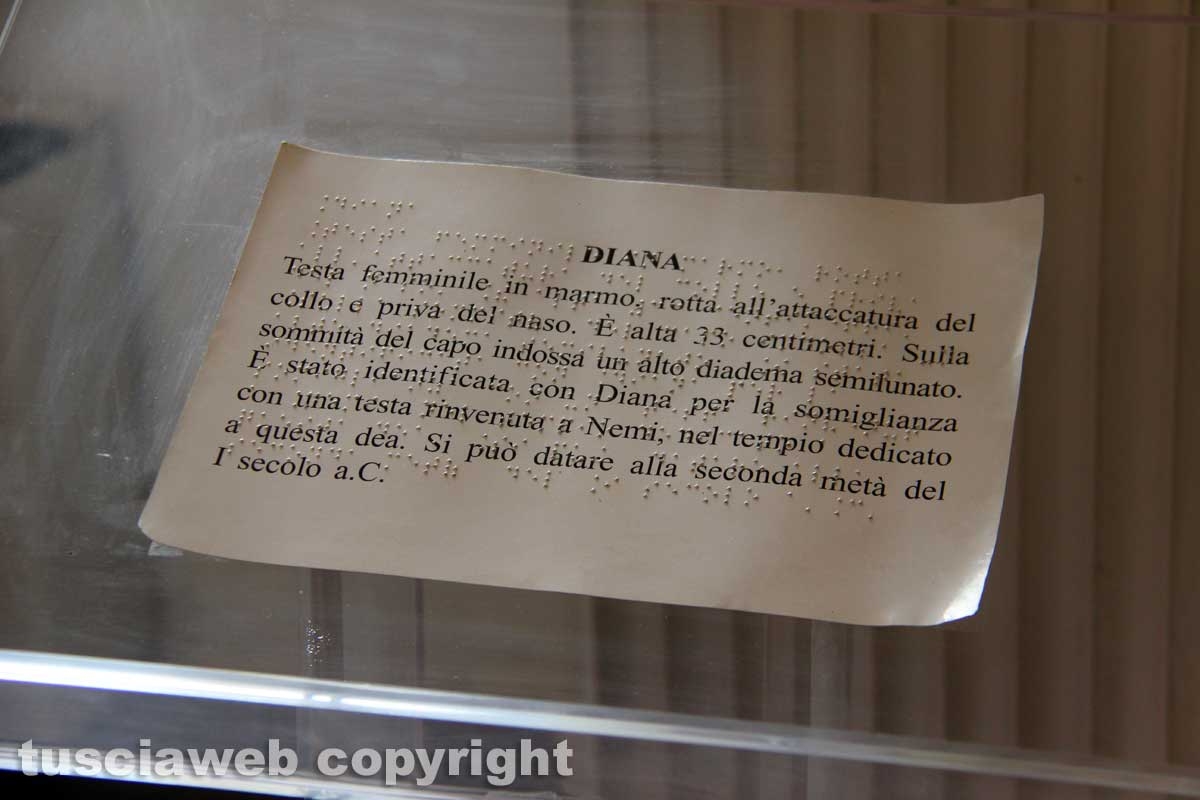 DIANA
Testa femminile in marmo, rotta all'attaccatura del
collo e priva del naso. È alta 33 centimetri. Sulla
sommità del capo indossa un alto diadema semilunato.
È stato identificata con Diana per la somiglianza
con una testa rinvenuta a Nemi, nel tempio dedicato
a questa dea. Si può datare alla seconda metà del
I secolo a.C.
tusciaweb copyright